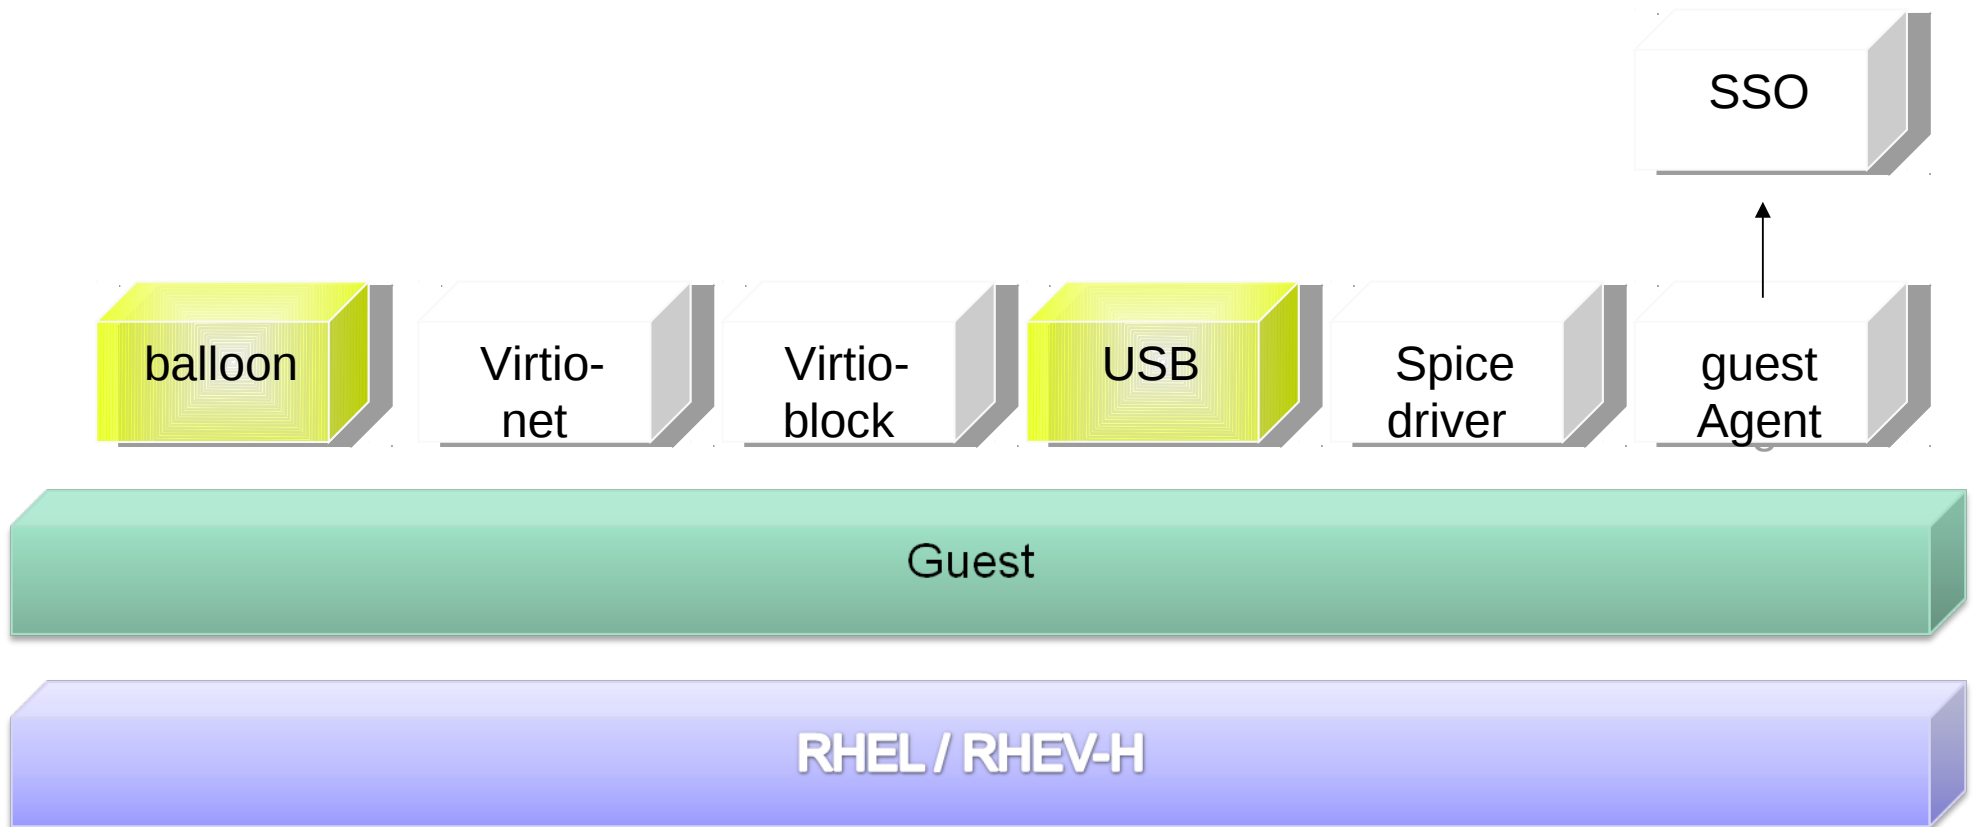 SSO
balloon
Virtio-
net
Virtio-
block
USB
Spice
driver
guest
Agent
Guest
RHEL / RHEV-H